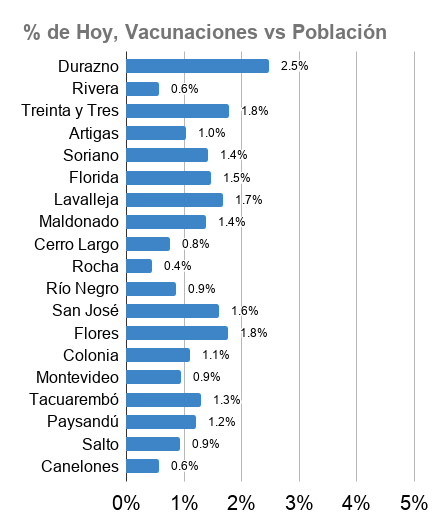 % de Hoy, Vacunaciones vs Población
Durazno 2.5%
Rivera 0.6%
Treinta y Tres 1.8%
Artigas 1.0%
Soriano 1.4%
Florida 1.5%
Lavalleja 1.7%
Maldonado 1.4%
Cerro Largo 0.8%
Rocha 0.4%
Río Negro 0.9%
San José 1.6%
Flores 1.8%
Colonia 1.1%
Montevideo 0.9%
Tacuarembó 1.3%
Paysandú 1.2%
Salto 0.9%
Canelones 0.6%
0% 1% 2% 3% 4% 5%